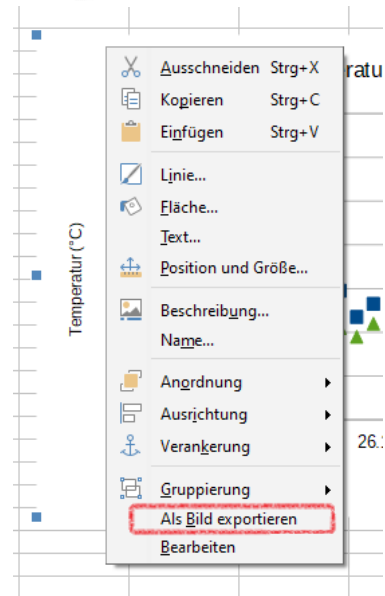 Ausschneiden Strg+X
Kopieren Strg+C
Einfügen Strg+V
Linie...
Fläche...
Text...
Position und Größe...
Beschreibung...
Name...
Anordnung
Ausrichtung
Verankerung
Gruppierung
Als Bild exportieren
Bearbeiten
ratu
Temperatur (°C)